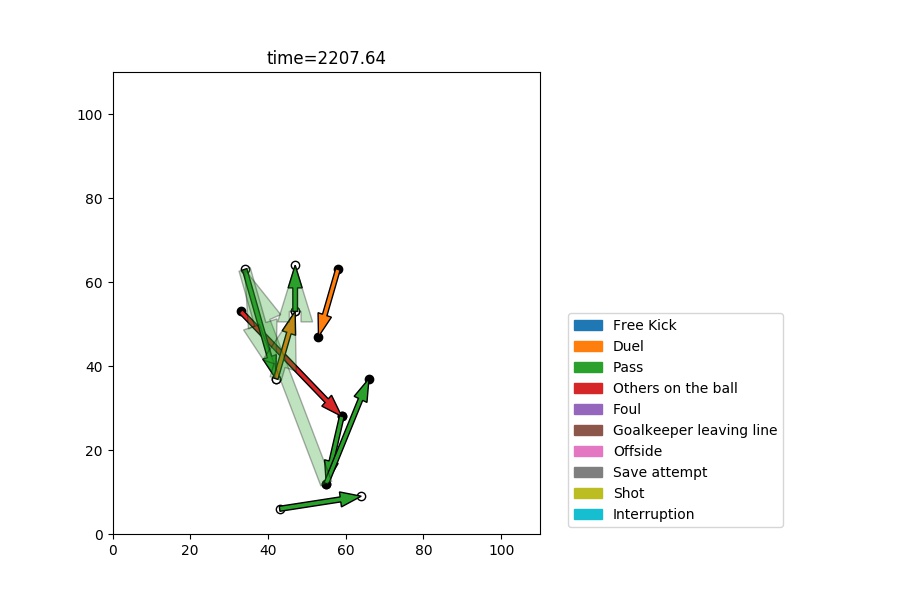 time=2207.64
100
80
60
40
20
0
0 20 40 60 80 100
Free Kick
Duel
Pass
Others on the ball
Foul
Goalkeeper leaving line
Offside
Save attempt
Shot
Interruption